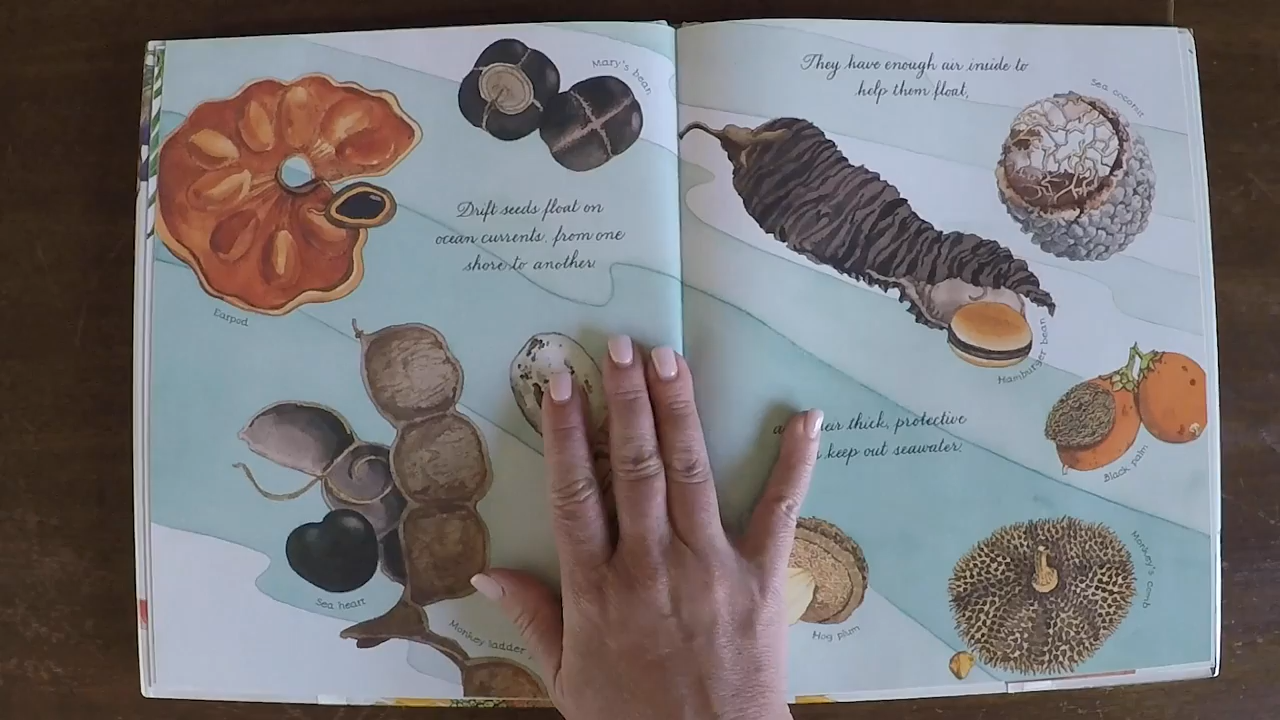 Mary's bean
Drift seeds float on
ocean currents, from one
shore to another.
Earpod
Sea heart
Monkey ladder
They have enough air inside to
help them float,
Sea coconut
Hamburger bean
thick, protective
keep out seawater.
Black palm
Hog plum
Monkey's comb